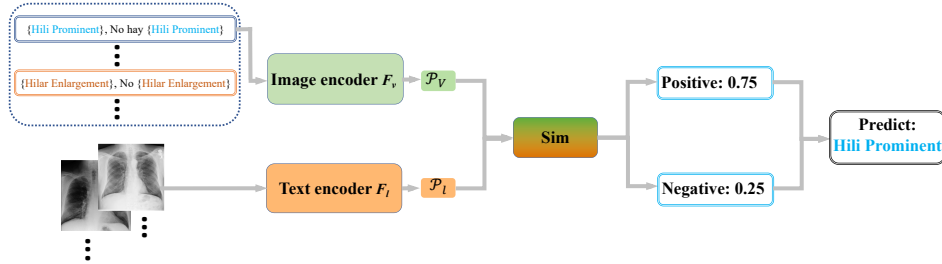 {Hili Prominent}, No hay {Hili Prominent}
{Hilar Enlargement}, No {Hilar Enlargement}
Image encoder F_v
𝒫_V
Text encoder F_l
𝒫_l
Sim
Positive: 0.75
Negative: 0.25
Predict:
Hili Prominent